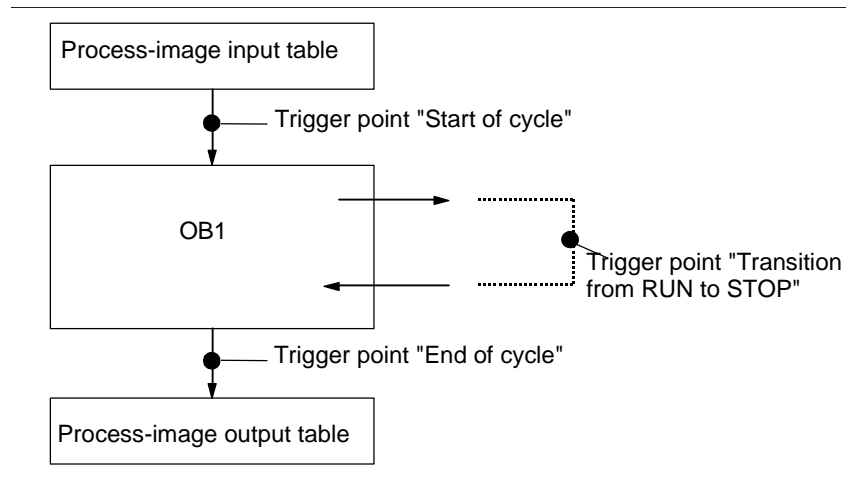 Process-image input table
Trigger point "Start of cycle"
OB1
Trigger point "Transition
from RUN to STOP"
Trigger point "End of cycle"
Process-image output table